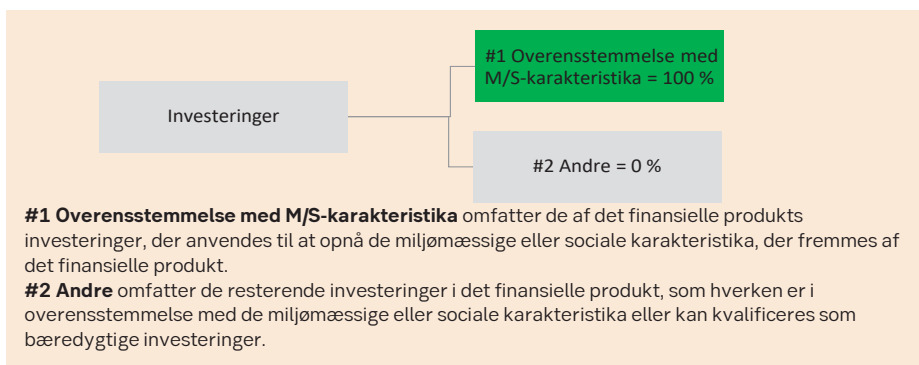 #1 Overensstemmelse med
M/S-karakteristika = 100 %
Investeringer
#2 Andre = 0 %
#1 Overensstemmelse med M/S-karakteristika omfatter de af det finansielle produkts
investeringer, der anvendes til at opnå de miljømæssige eller sociale karakteristika, der fremmes af
det finansielle produkt.
#2 Andre omfatter de resterende investeringer i det finansielle produkt, som hverken er i
overensstemmelse med de miljømæssige eller sociale karakteristika eller kan kvalificeres som
bæredygtige investeringer.